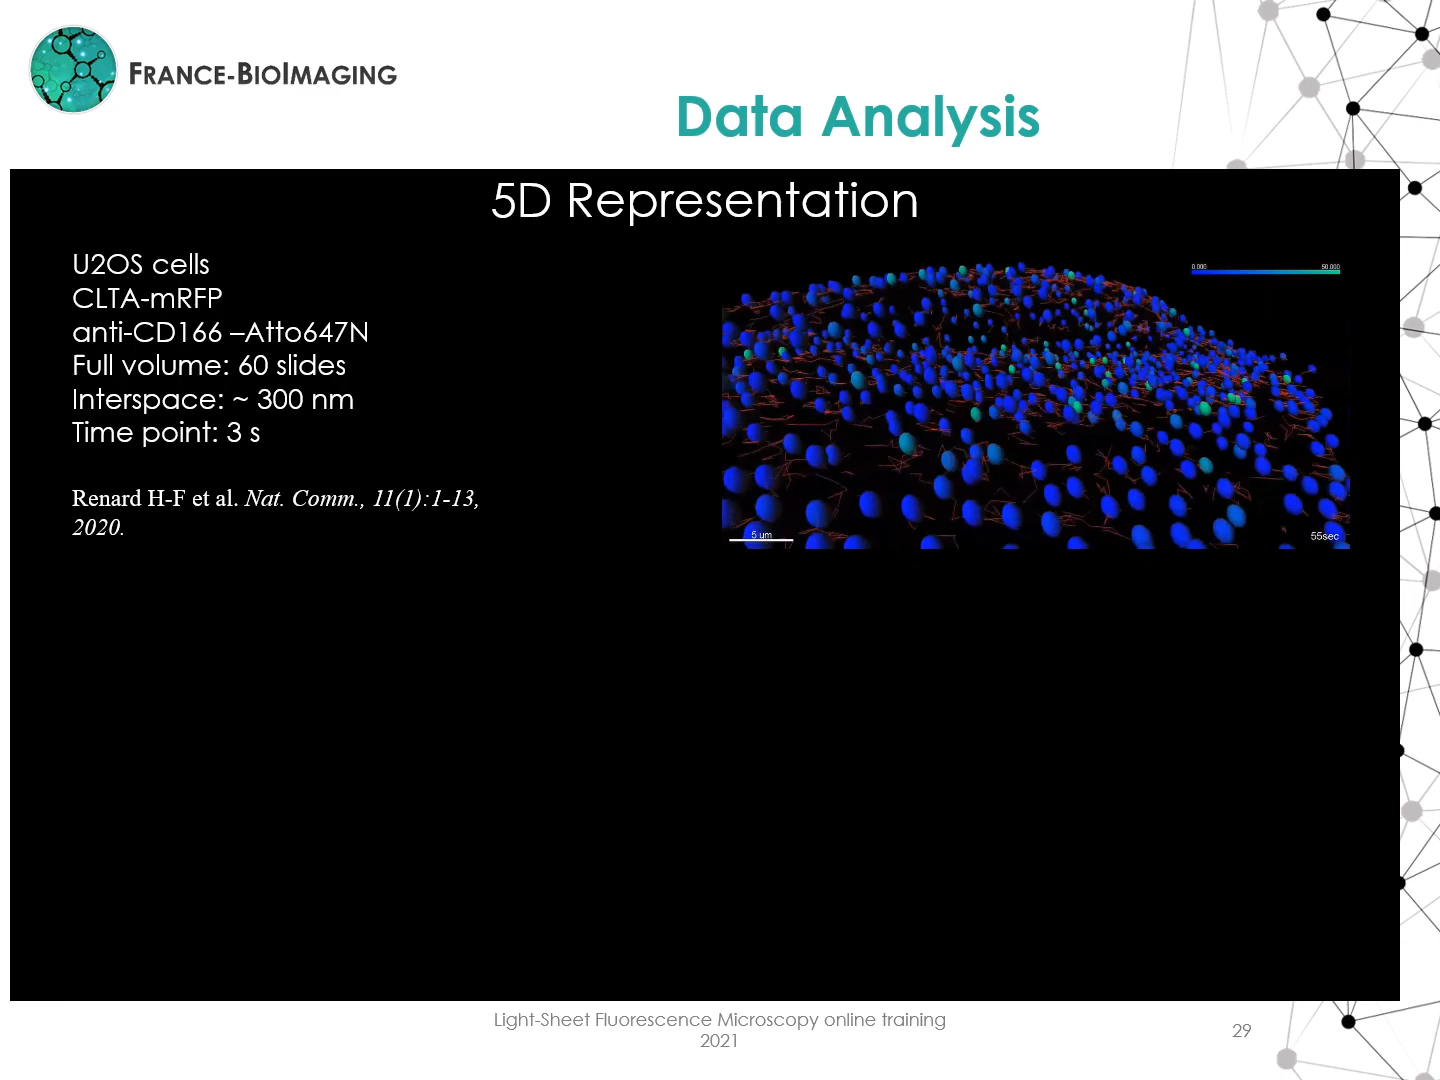 FRANCE-BIOIMAGING
Data Analysis
5D Representation
U2OS cells
CLTA-mRFP
anti-CD166 –Atto647N
Full volume: 60 slides
Interspace: ~ 300 nm
Time point: 3 s
Renard H-F et al. Nat. Comm., 11(1):1-13,
2020.
0.000 50.000
5 µm
55sec
Light-Sheet Fluorescence Microscopy online training
2021
29